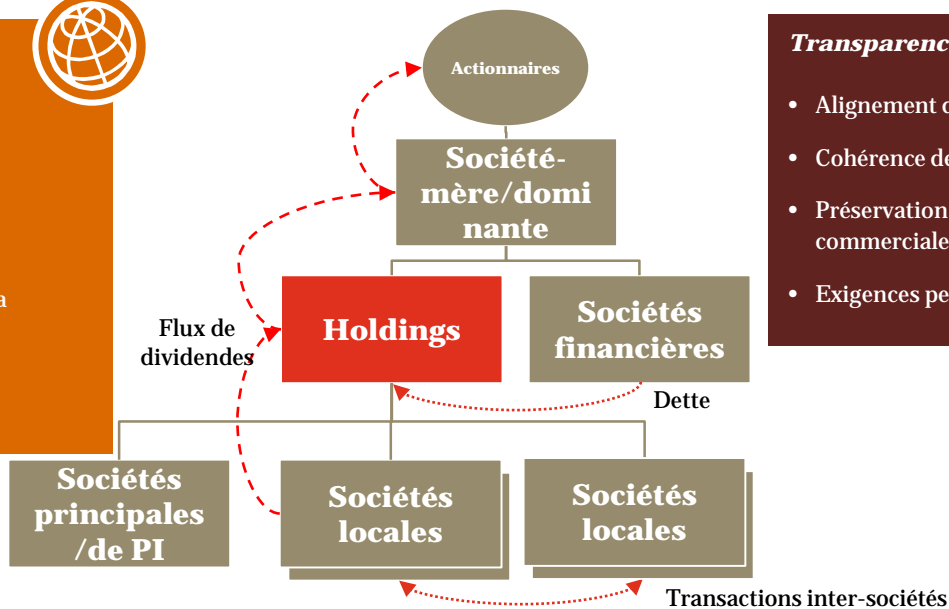 Actionnaires
Société-
mère/domi
nante
Holdings
Sociétés
financières
Flux de
dividendes
Dette
Sociétés
principales
/de PI
Sociétés
locales
Sociétés
locales
Transactions inter-sociétés
a
Transparenc
• Alignement
• Cohérence de
• Préservation
commerciale
• Exigences pe